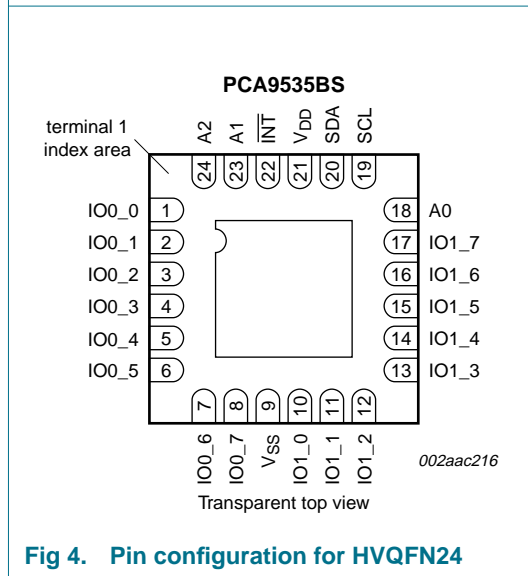 PCA9535BS
terminal 1
index area
24 A2
23 A1
22 INT
21 VDD
20 SDA
19 SCL
IO0_0 1
IO0_1 2
IO0_2 3
IO0_3 4
IO0_4 5
IO0_5 6
18 A0
17 IO1_7
16 IO1_6
15 IO1_5
14 IO1_4
13 IO1_3
7 IO0_6
8 IO0_7
9 VSS
10 IO1_0
11 IO1_1
12 IO1_2
002aac216
Transparent top view
Fig 4. Pin configuration for HVQFN24